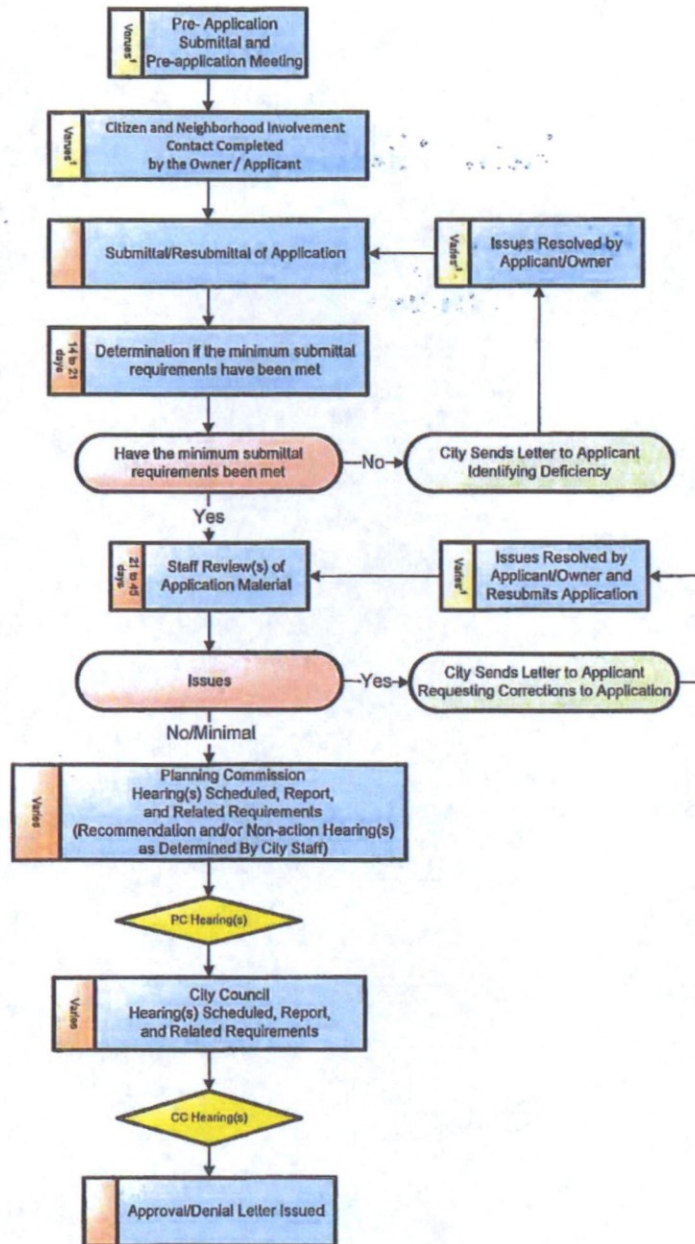 Varues¹
Pre- Application
Submittal and
Pre-application Meeting
Varues¹
Citizen and Neighborhood Involvement
Contact Completed
by the Owner / Applicant
Submittal/Resubmittal of Application
Varies¹
Issues Resolved by
Applicant/Owner
14 to 21
days
Determination if the minimum submittal
requirements have been met
Have the minimum submittal
requirements been met
No
City Sends Letter to Applicant
Identifying Deficiency
Yes
21 to 45
days
Staff Review(s) of
Application Material
Varies¹
Issues Resolved by
Applicant/Owner and
Resubmits Application
Issues
Yes
City Sends Letter to Applicant
Requesting Corrections to Application
No/Minimal
Varies
Planning Commission
Hearing(s) Scheduled, Report,
and Related Requirements
(Recommendation and/or Non-action Hearing(s)
as Determined By City Staff)
PC Hearing(s)
Varies
City Council
Hearing(s) Scheduled, Report,
and Related Requirements
CC Hearing(s)
Approval/Denial Letter Issued